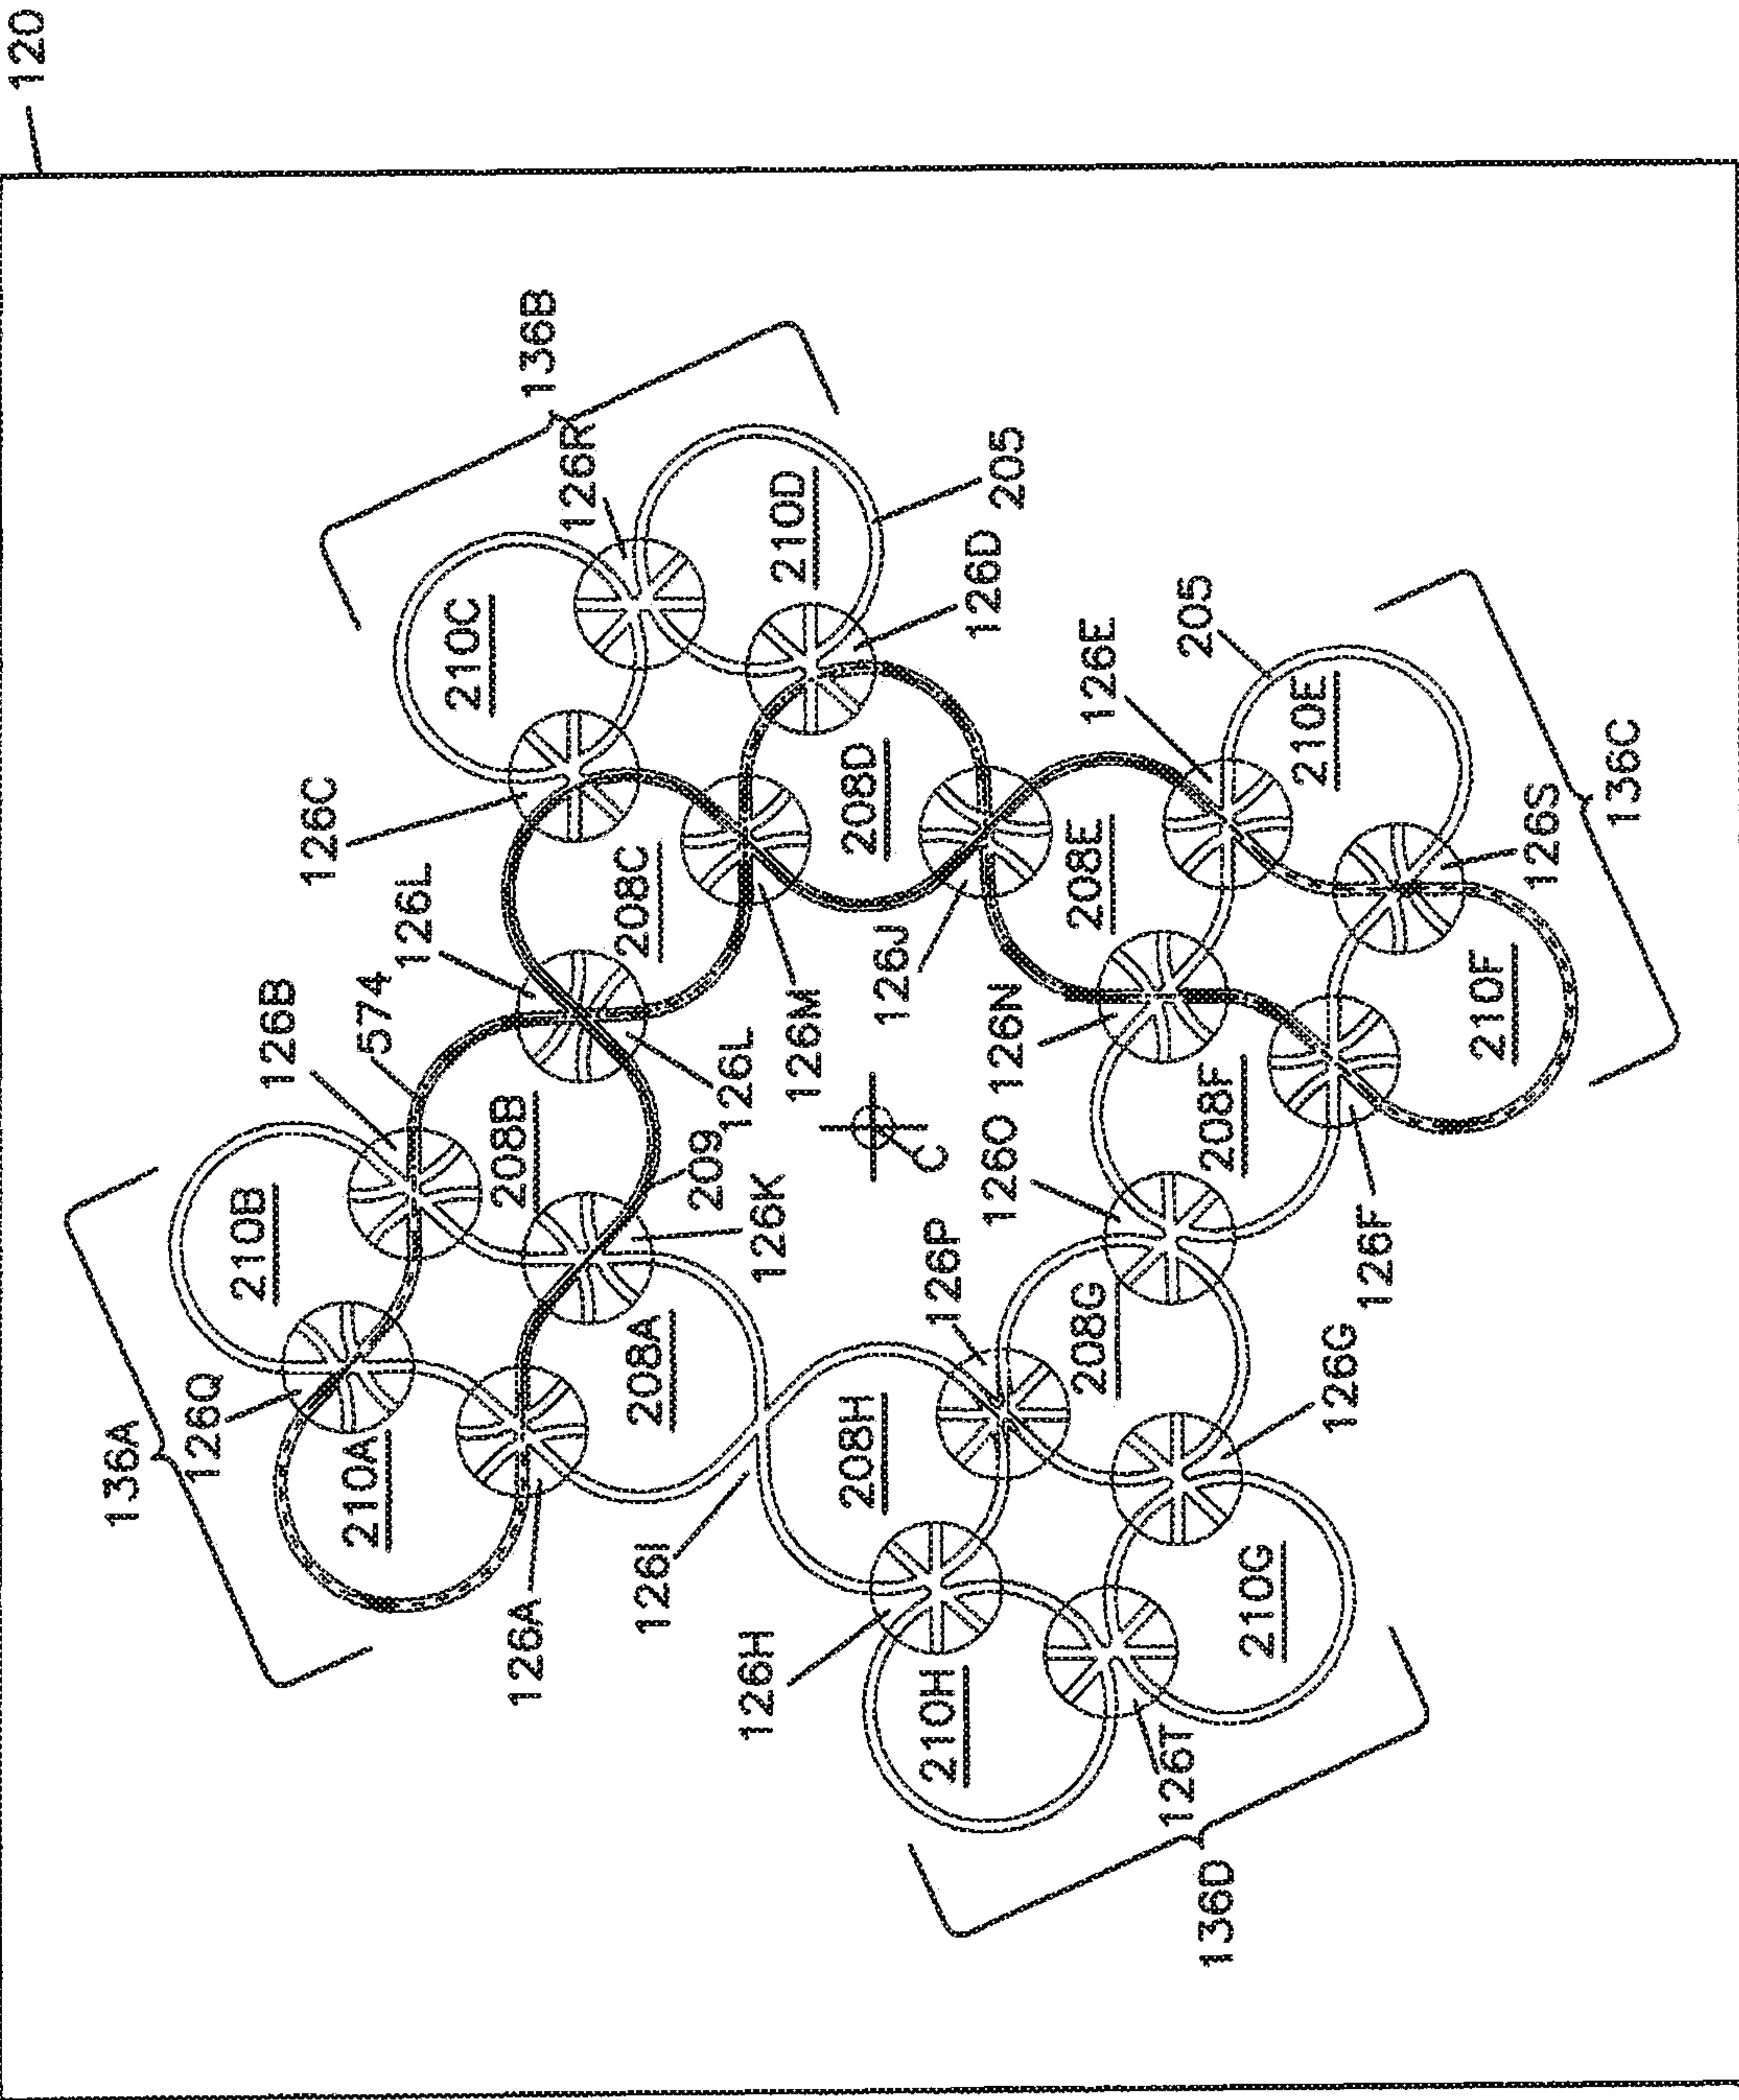 120
136B
126R
210D
205
210C
126D
126C
126L
208C
208D
126E
205
210E
136C
126S
208E
126J
126M
126B
574
126L
208B
209
126K
C
126N
126O
208F
210F
126F
210B
136A
126Q
210A
208A
126A
126I
126P
208G
208H
126G
126H
210H
210G
126T
136D